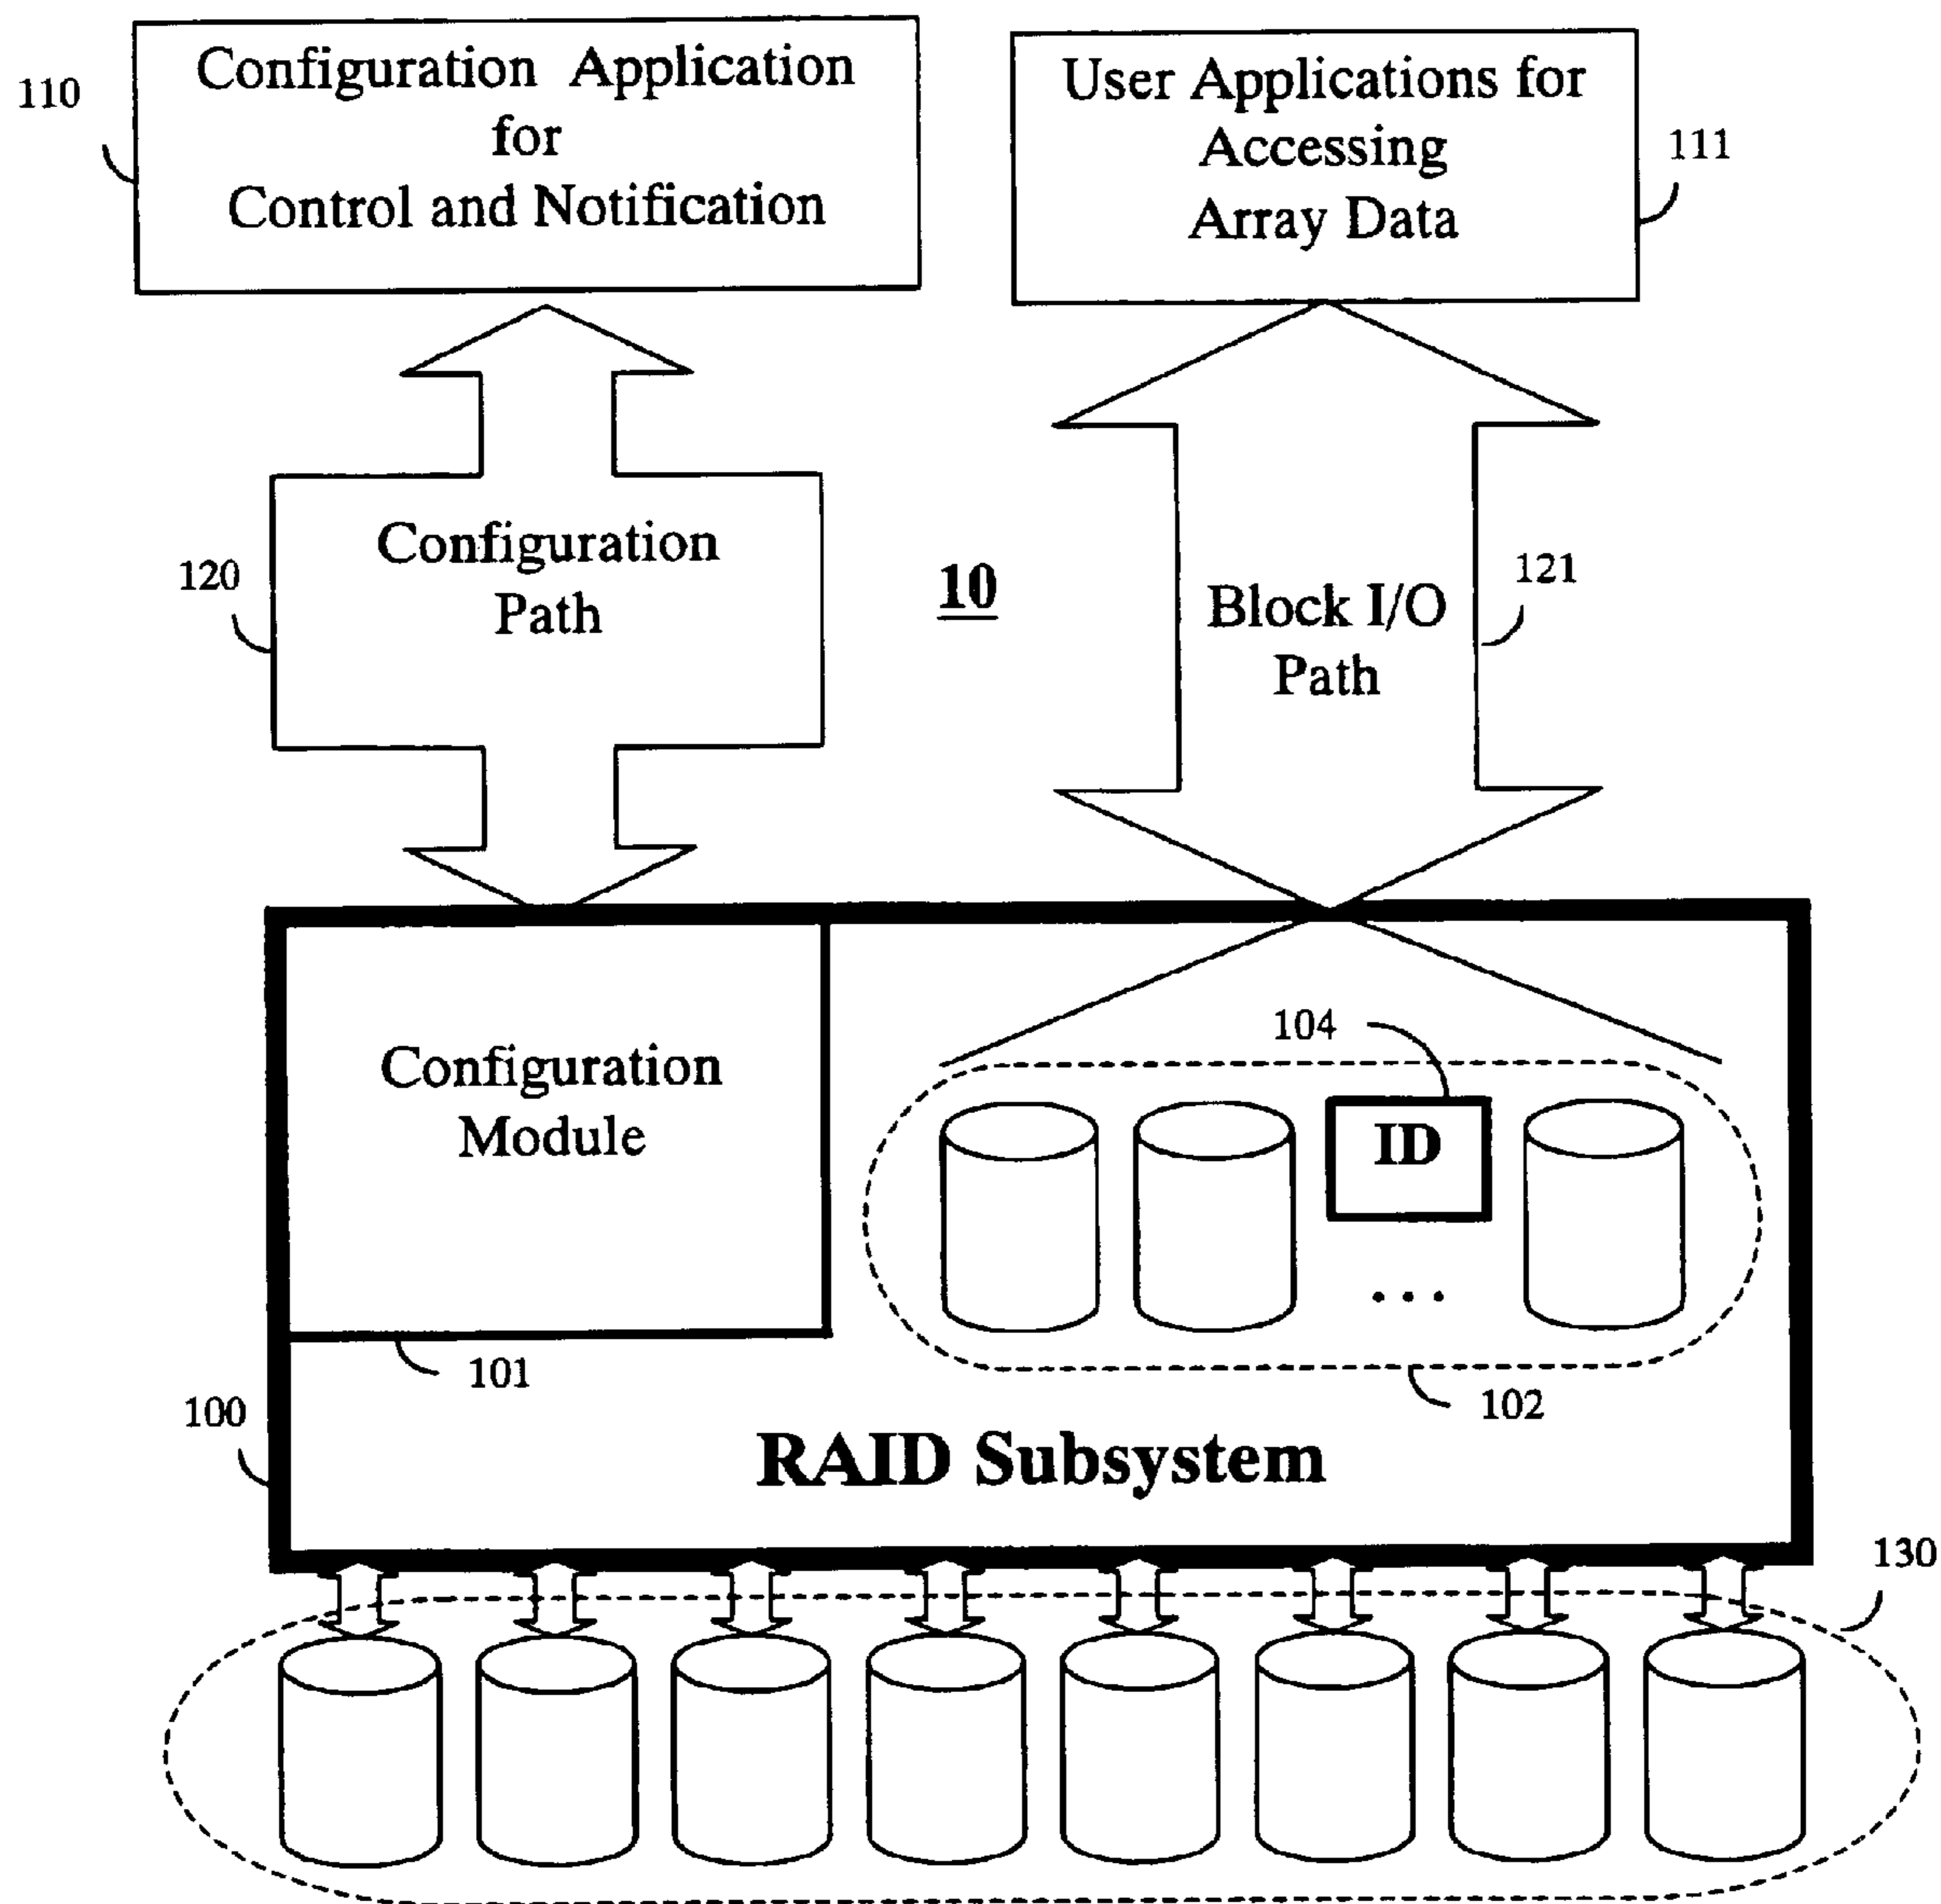 Configuration Application
for
Control and Notification
110
User Applications for
Accessing
Array Data
111
Configuration
Path
120
10
Block I/O
Path
121
Configuration
Module
101
104
ID
...
102
100
RAID Subsystem
130